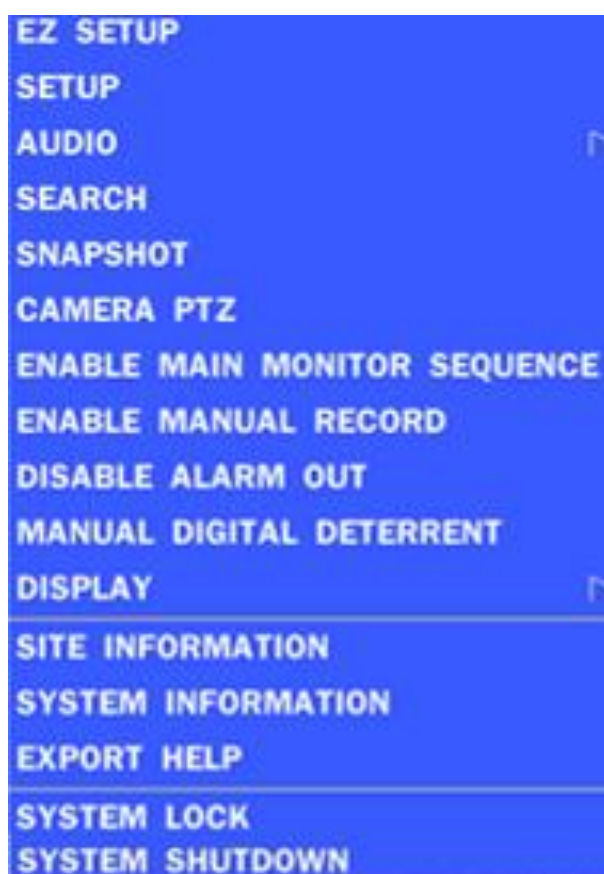 EZ SETUP
SETUP
AUDIO
SEARCH
SNAPSHOT
CAMERA PTZ
ENABLE MAIN MONITOR SEQUENCE
ENABLE MANUAL RECORD
DISABLE ALARM OUT
MANUAL DIGITAL DETERRENT
DISPLAY
SITE INFORMATION
SYSTEM INFORMATION
EXPORT HELP
SYSTEM LOCK
SYSTEM SHUTDOWN